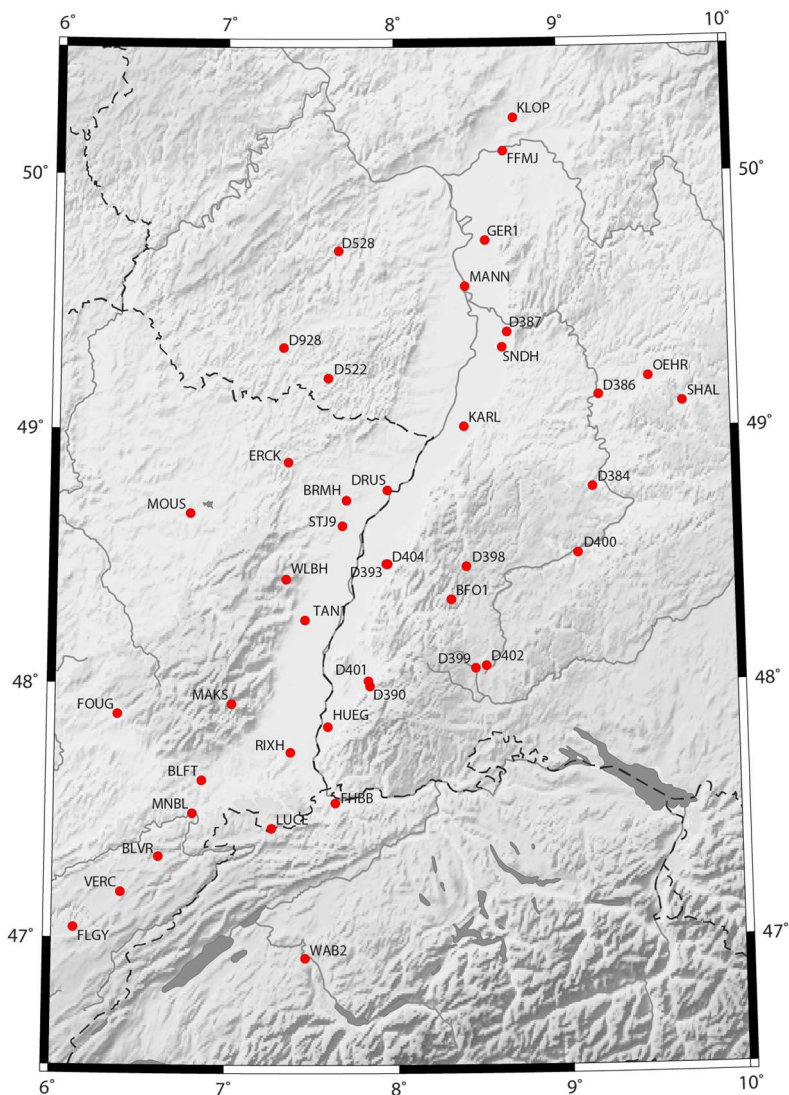 6°
7°
8°
9°
10°
KLOP
FFMJ
50°
50°
GER1
D528
MANN
D387
D928
SNDH
OEHR
D522
D386
SHAL
KARL
49°
49°
ERCK
DRUS
D384
BRMH
MOUS
STJ9
D400
D404
D398
WLBH
D393
BFO1
TAN1
D399
D402
D401
48°
48°
MAKS
D390
FOUG
HUEG
RIXH
BLFT
MNBL
FHBB
LUCE
BLVR
VERC
47°
47°
FLGY
WAB2
6°
7°
8°
9°
10°